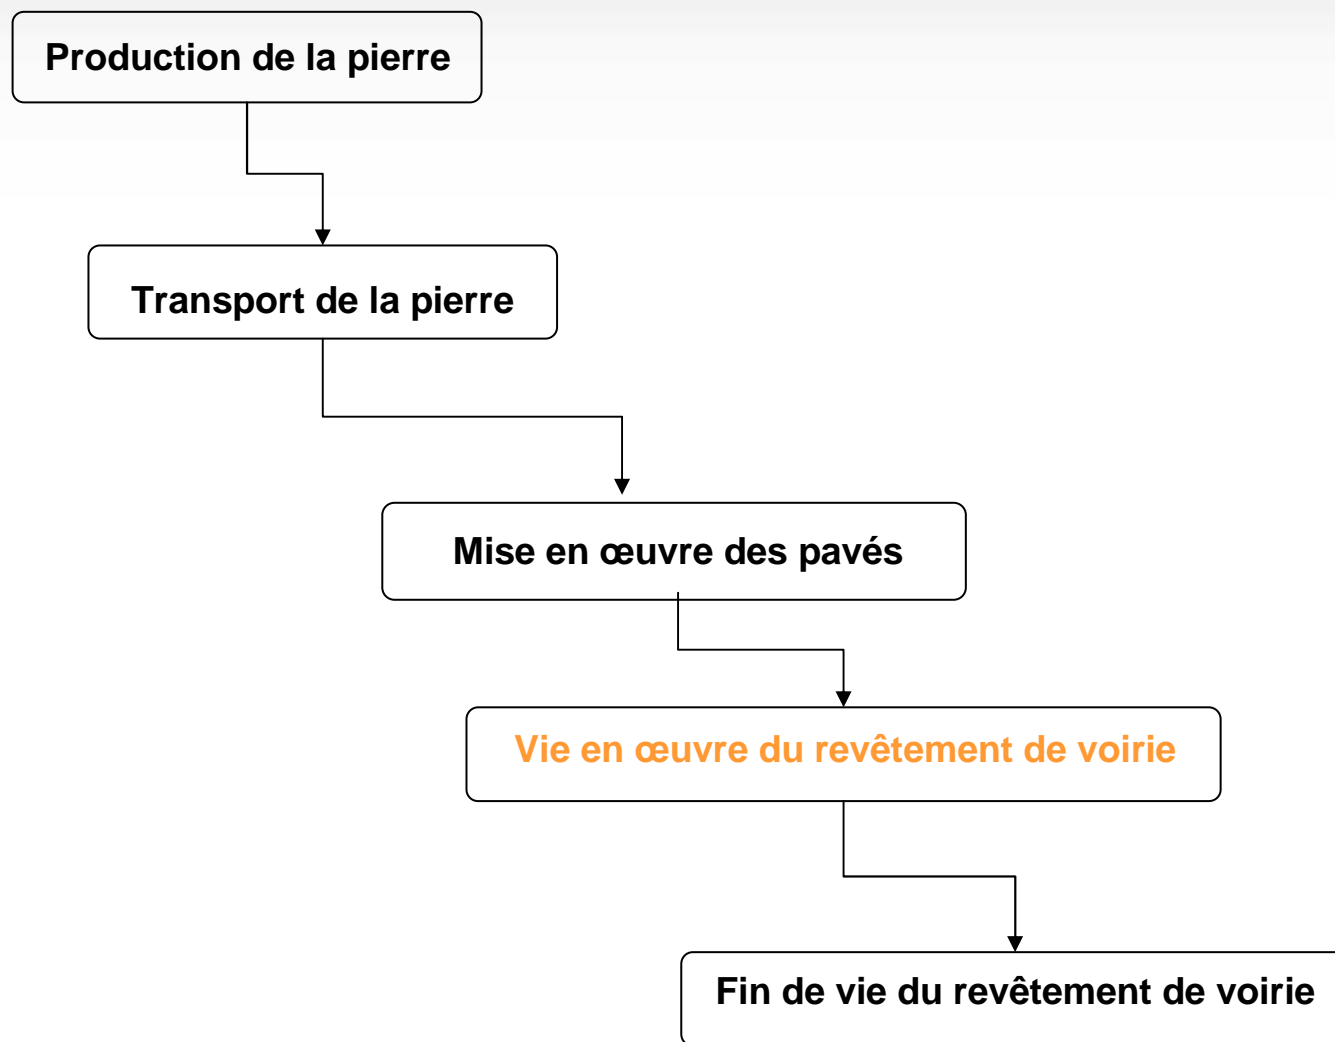 Production de la pierre
Transport de la pierre
Mise en œuvre des pavés
Vie en œuvre du revêtement de voirie
Fin de vie du revêtement de voirie